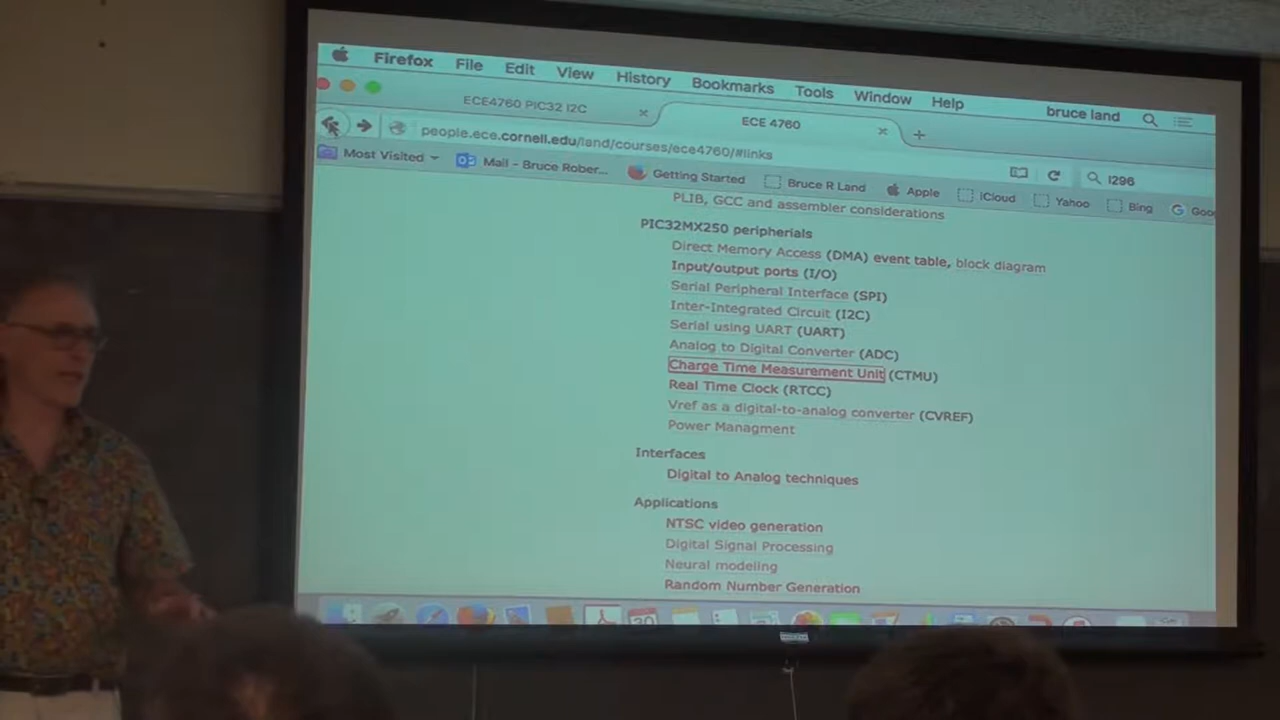 Firefox File Edit View History Bookmarks Tools Window Help bruce land
ECE4760 PIC32 I2C
ECE 4760
people.ece.cornell.edu/land/courses/ece4760/#links
l296
Most Visited
Mail - Bruce Rober...
Getting Started
Bruce R Land
Apple
iCloud
Yahoo
Bing
Goo
PLIB, GCC and assembler considerations
PIC32MX250 peripherials
Direct Memory Access (DMA) event table, block diagram
Input/output ports (I/O)
Serial Peripheral Interface (SPI)
Inter-Integrated Circuit (I2C)
Serial using UART (UART)
Analog to Digital Converter (ADC)
Charge Time Measurement Unit (CTMU)
Real Time Clock (RTCC)
Vref as a digital-to-analog converter (CVREF)
Power Managment
Interfaces
Digital to Analog techniques
Applications
NTSC video generation
Digital Signal Processing
Neural modeling
Random Number Generation
30